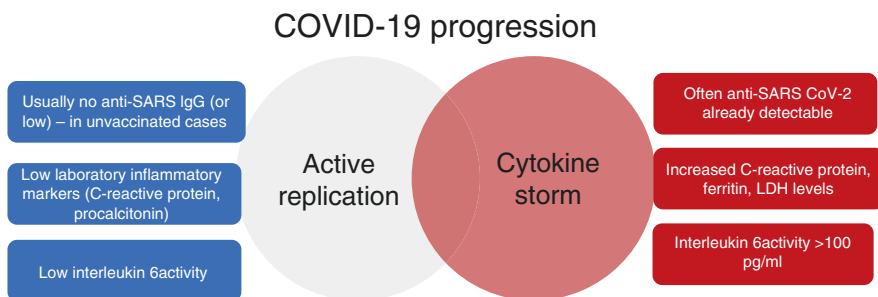 COVID-19 progression
Usually no anti-SARS IgG (or
low) – in unvaccinated cases
Low laboratory inflammatory
markers (C-reactive protein,
procalcitonin)
Low interleukin 6activity
Active
replication
Cytokine
storm
Often anti-SARS CoV-2
already detectable
Increased C-reactive protein,
ferritin, LDH levels
Interleukin 6activity >100
pg/ml